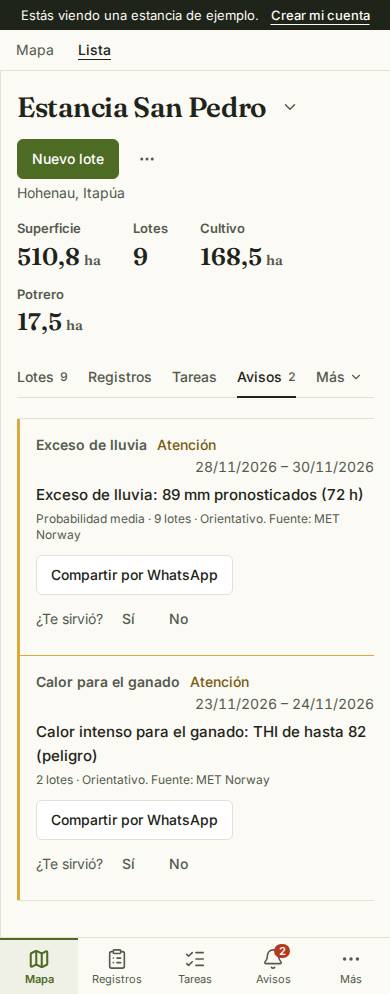 Estás viendo una estancia de ejemplo. Crear mi cuenta
Mapa Lista
Estancia San Pedro
Nuevo lote
Hohenau, Itapúa
Superficie Lotes Cultivo
510,8 ha 9 168,5 ha
Potrero
17,5 ha
Lotes 9 Registros Tareas Avisos 2 Más
Exceso de lluvia Atención
28/11/2026 – 30/11/2026
Exceso de lluvia: 89 mm pronosticados (72 h)
Probabilidad media · 9 lotes · Orientativo. Fuente: MET
Norway
Compartir por WhatsApp
¿Te sirvió? Sí No
Calor para el ganado Atención
23/11/2026 – 24/11/2026
Calor intenso para el ganado: THI de hasta 82
(peligro)
2 lotes · Orientativo. Fuente: MET Norway
Compartir por WhatsApp
¿Te sirvió? Sí No
2
Mapa Registros Tareas Avisos Más